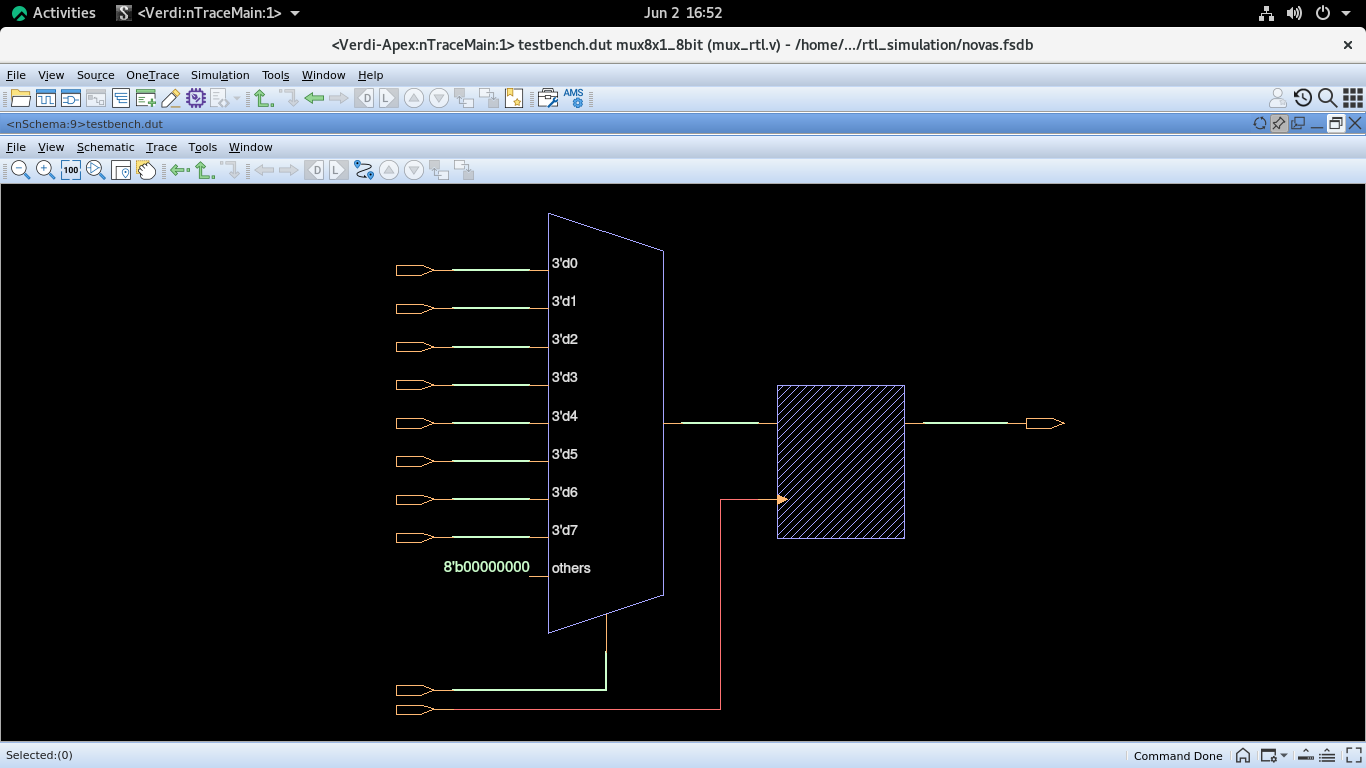 Activities <Verdi:nTraceMain:1> Jun 2 16:52
<Verdi-Apex:nTraceMain:1> testbench.dut mux8x1_8bit (mux_rtl.v) - /home/.../rtl_simulation/novas.fsdb
File View Source OneTrace Simulation Tools Window Help
D L AMS
<nSchema:9>testbench.dut
File View Schematic Trace Tools Window
100 D L
3'd0
3'd1
3'd2
3'd3
3'd4
3'd5
3'd6
3'd7
8'b00000000 others
Selected:(0) Command Done